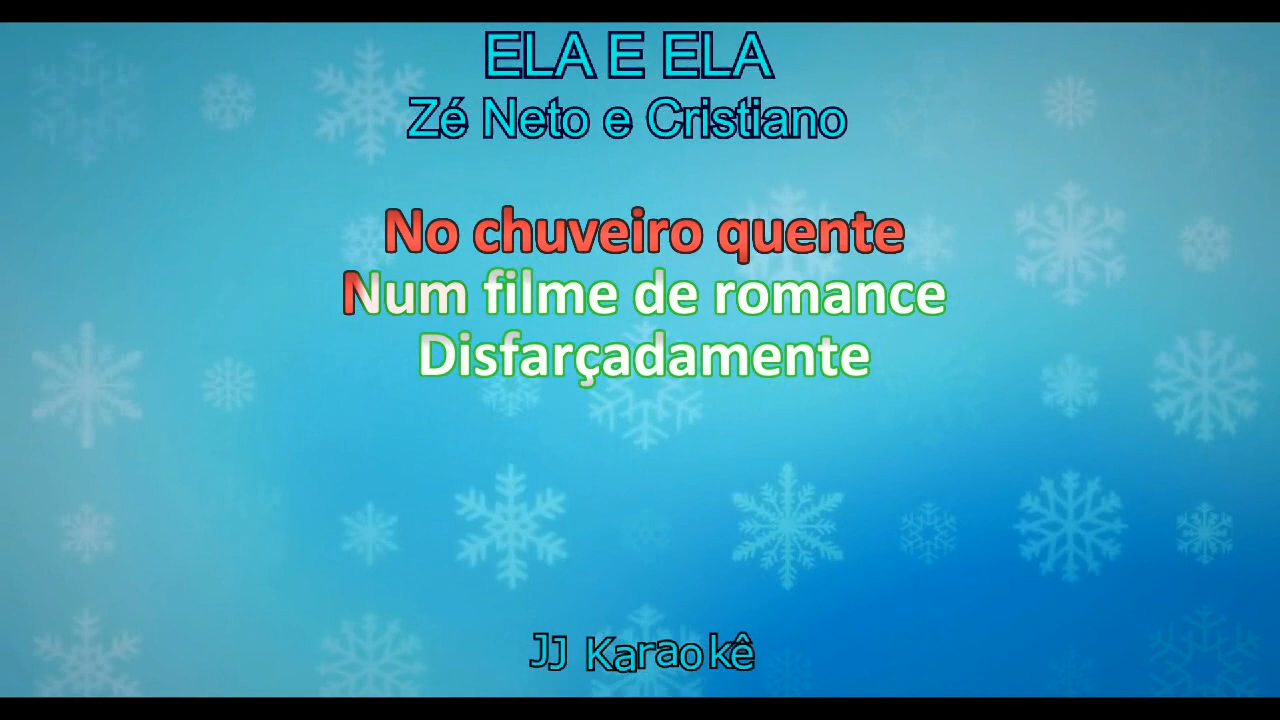 ELA E ELA
Zé Neto e Cristiano
No chuveiro quente
Num filme de romance
Disfarçadamente
JJ Karaokê